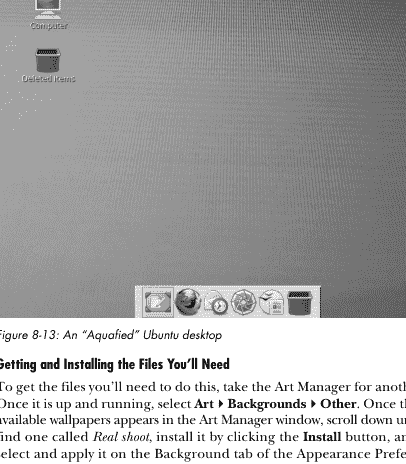 Computer
Deleted Items
igure 8-13: An “Aquafied” Ubuntu desktop
Getting and Installing the Files You’ll Need
To get the files you’ll need to do this, take the Art Manager for anoth
Once it is up and running, select Art ▸ Backgrounds ▸ Other. Once th
available wallpapers appears in the Art Manager window, scroll down un
find one called Real shoot, install it by clicking the Install button, an
select and apply it on the Background tab of the Appearance Prefe